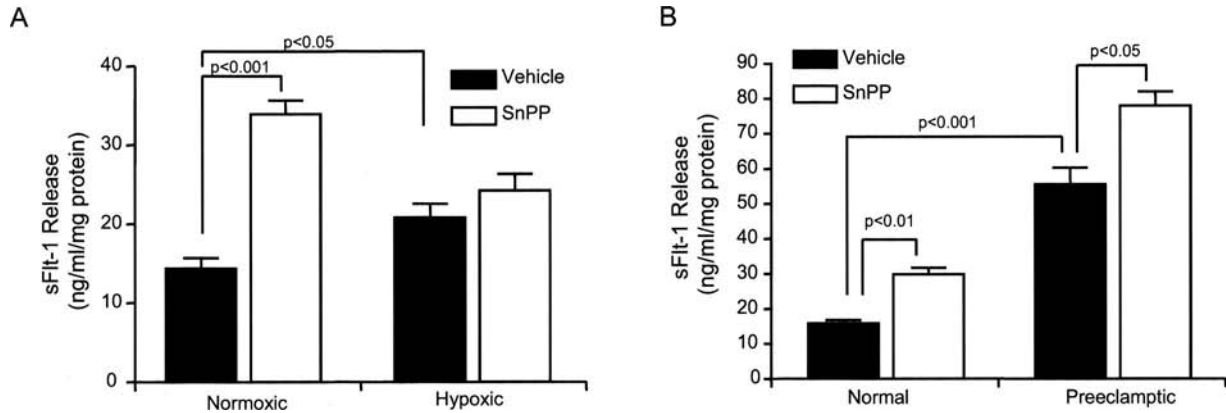 A
sFlt-1 Release
(ng/ml/mg protein)
40
30
20
10
0
p<0.05
p<0.001
Vehicle
SnPP
Normoxic
Hypoxic
B
sFlt-1 Release
(ng/ml/mg protein)
90
80
70
60
50
40
30
20
10
0
Vehicle
SnPP
p<0.05
p<0.001
p<0.01
Normal
Preeclamptic